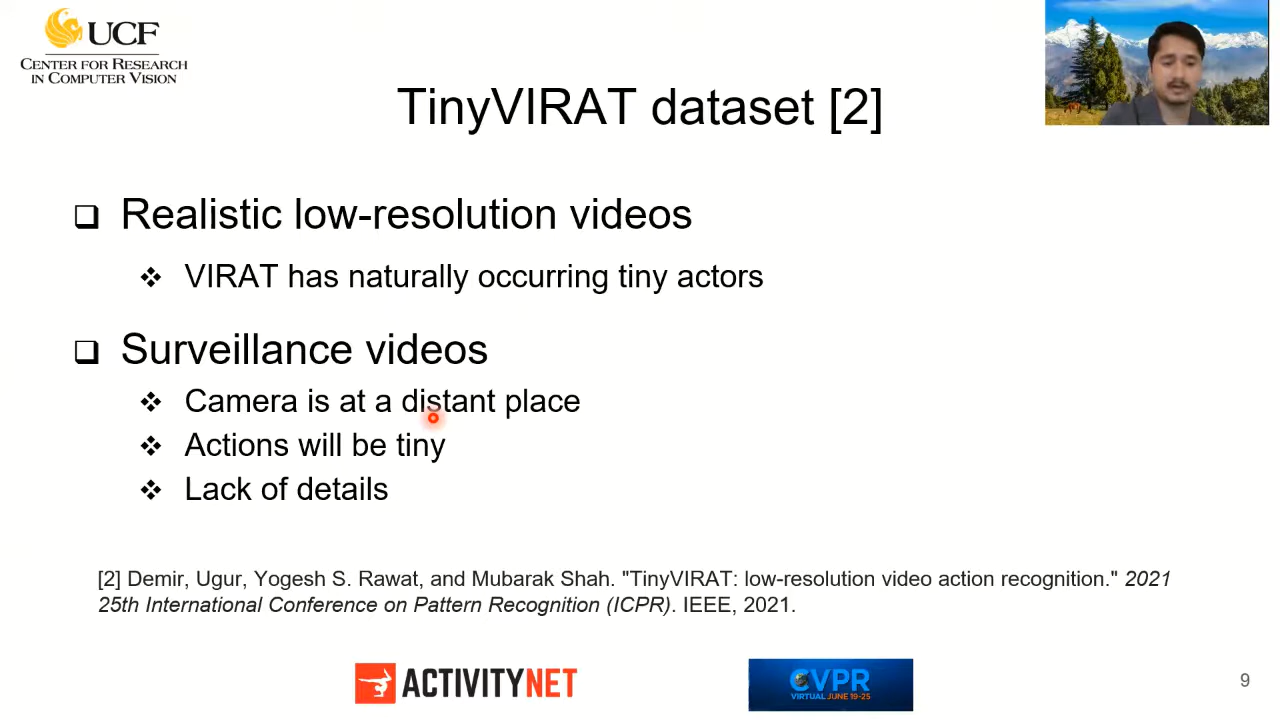 UCF
CENTER FOR RESEARCH
IN COMPUTER VISION
TinyVIRAT dataset [2]
Realistic low-resolution videos
VIRAT has naturally occurring tiny actors
Surveillance videos
Camera is at a distant place
Actions will be tiny
Lack of details
[2] Demir, Ugur, Yogesh S. Rawat, and Mubarak Shah. "TinyVIRAT: low-resolution video action recognition." 2021
25th International Conference on Pattern Recognition (ICPR). IEEE, 2021.
ACTIVITYNET
CVPR
VIRTUAL JUNE 19-25
9